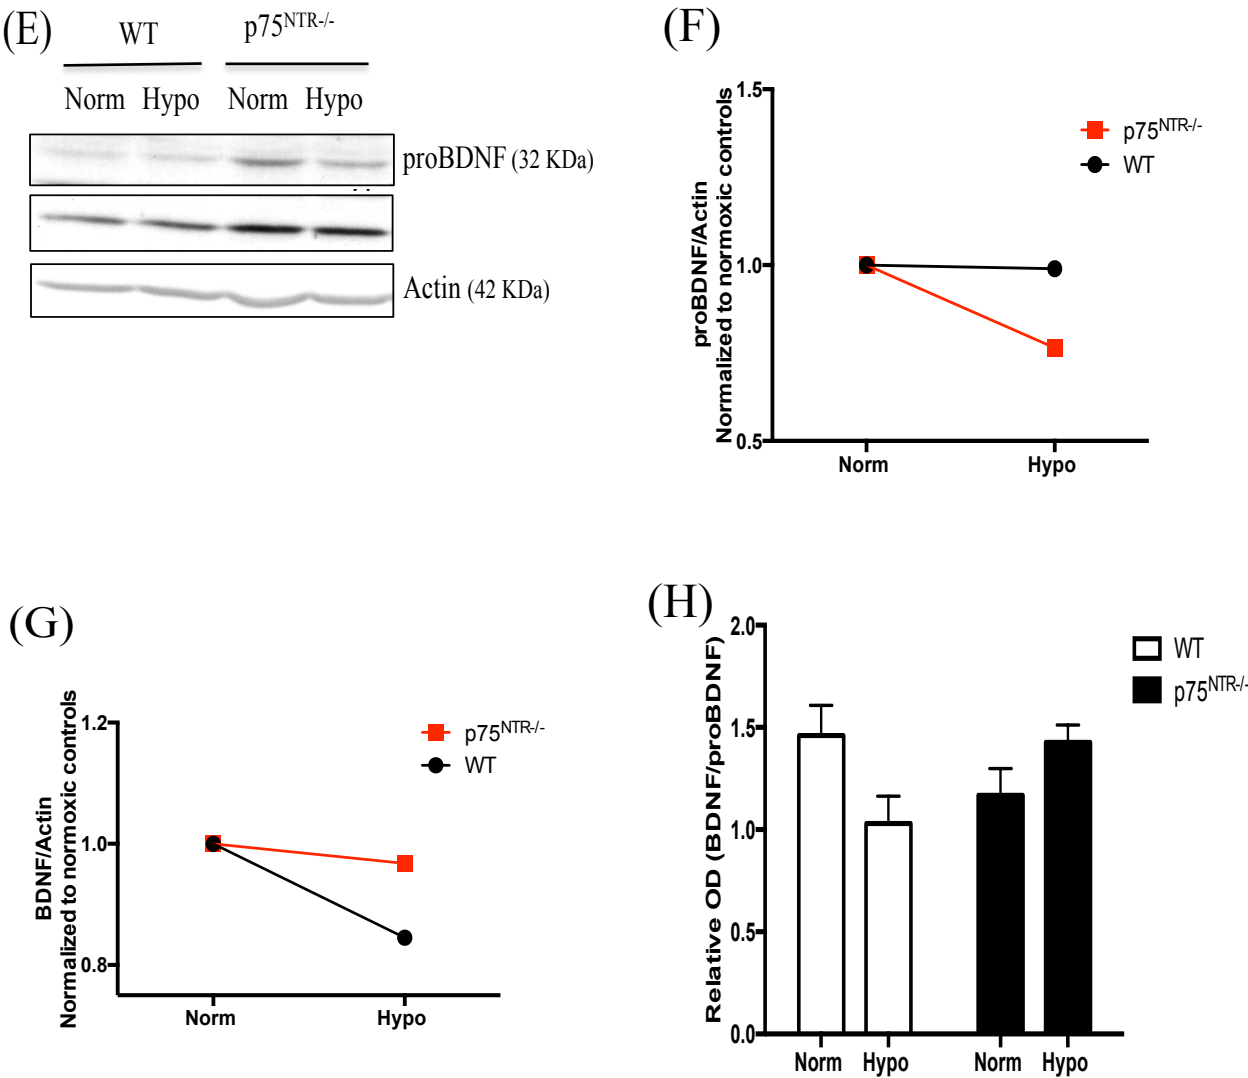 (E)
WT p75NTR-/-
Norm Hypo Norm Hypo
proBDNF (32 KDa)
Actin (42 KDa)
(F)
proBDNF/Actin
Normalized to normoxic controls
1.5
1.0
0.5
p75NTR-/-
WT
Norm Hypo
(G)
BDNF/Actin
Normalized to normoxic controls
1.2
1.0
0.8
p75NTR-/-
WT
Norm Hypo
(H)
Relative OD (BDNF/proBDNF)
2.0
1.5
1.0
0.5
0.0
WT
p75NTR-/-
Norm Hypo Norm Hypo